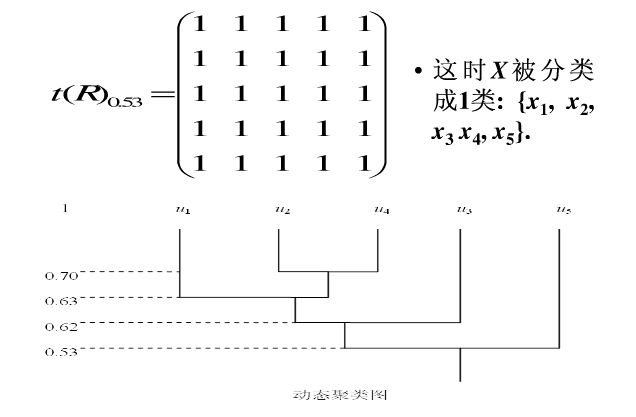 t(R)0.53 =
1 1 1 1 1
1 1 1 1 1
1 1 1 1 1
1 1 1 1 1
1 1 1 1 1
• 这时X被分类
成1类: {x1, x2,
x3 x4, x5}.
1 u1 u2 u4 u3 u5
0.70
0.63
0.62
0.53
动态聚类图